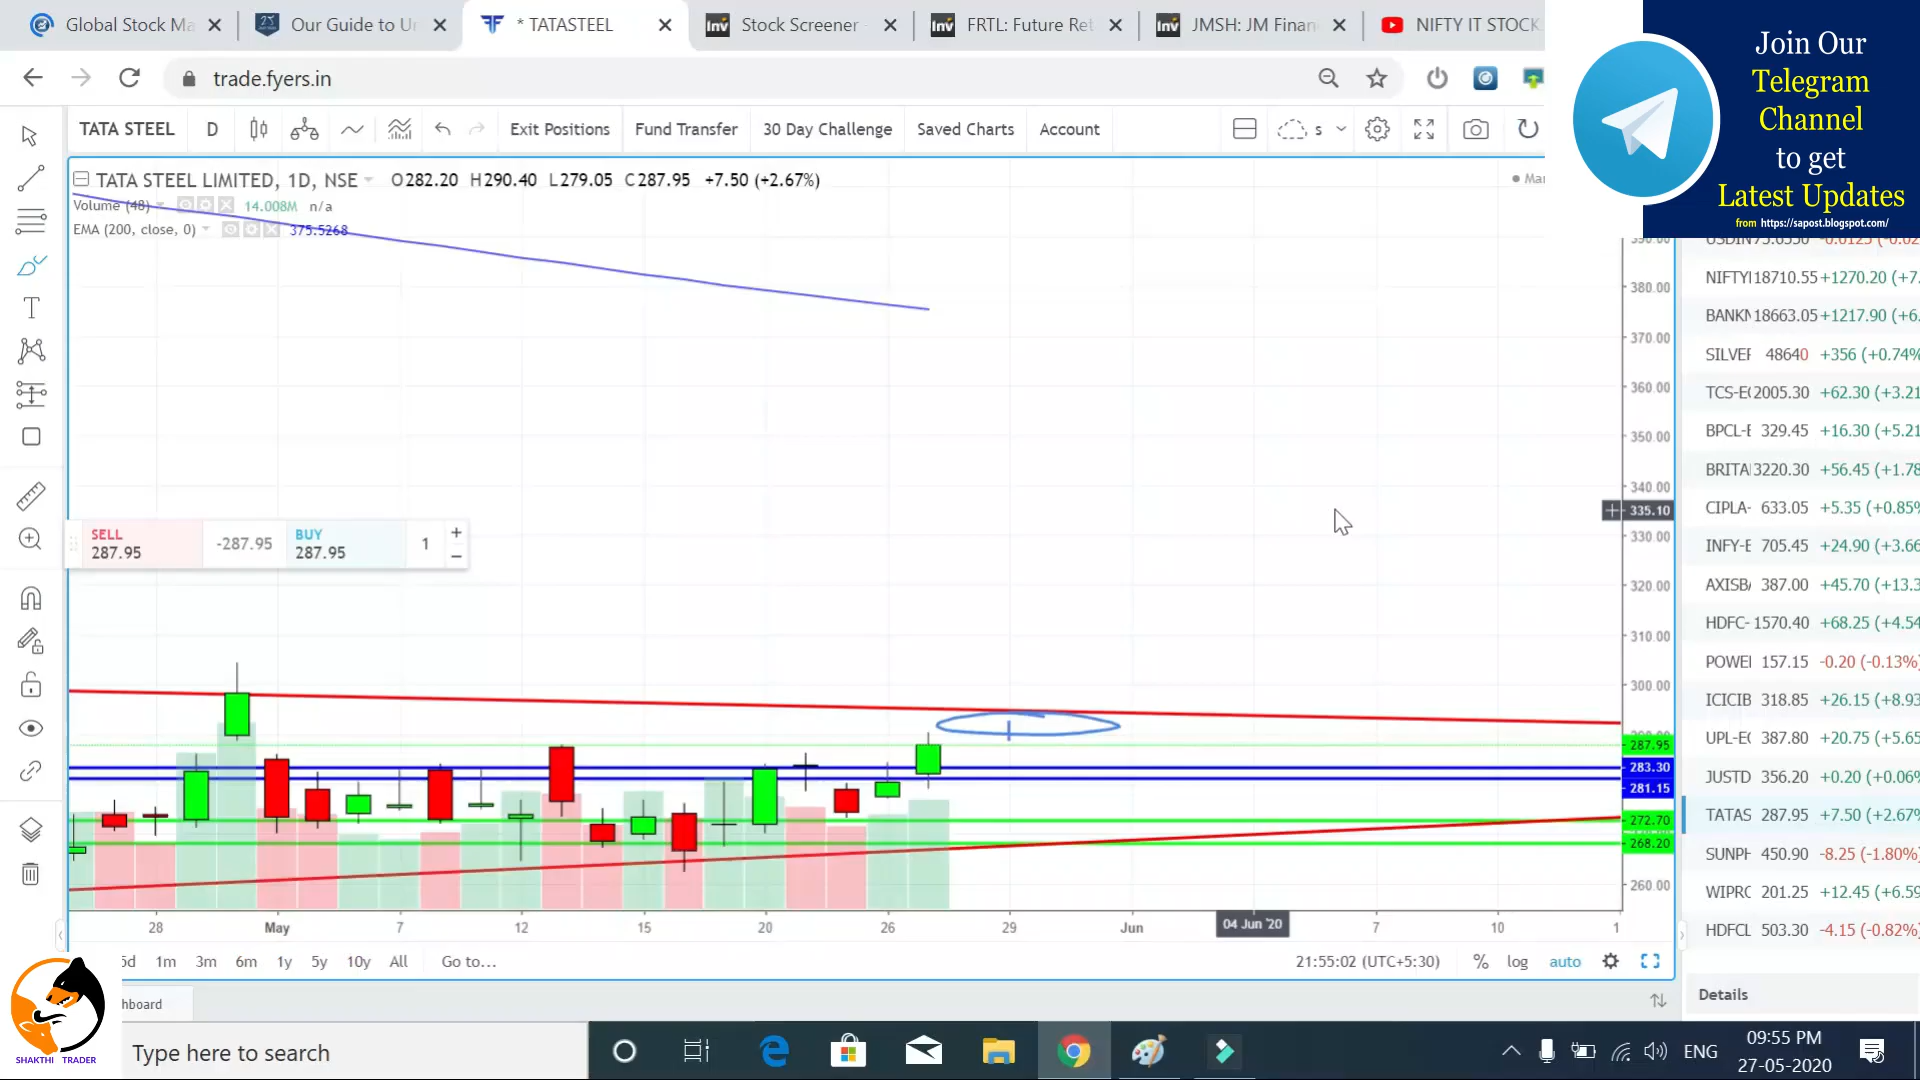 Global Stock Ma
Our Guide to Un
* TATASTEEL
Stock Screener -
FRTL: Future Ret
JMSH: JM Finan
NIFTY IT STOCK
trade.fyers.in
Join Our
Telegram
Channel
to get
Latest Updates
from https://sapost.blogspot.com/
TATA STEEL
D
Exit Positions
Fund Transfer
30 Day Challenge
Saved Charts
Account
s
TATA STEEL LIMITED, 1D, NSE O282.20 H290.40 L279.05 C287.95 +7.50 (+2.67%)
Mar
Volume (48) 14.008M n/a
EMA (200, close, 0) 375.5268
380.00
370.00
360.00
350.00
340.00
335.10
330.00
320.00
310.00
300.00
287.95
283.30
281.15
272.70
268.20
260.00
SELL
287.95
-287.95
BUY
287.95
1
+
−
NIFTY 18710.55 +1270.20 (+7.
BANKN 18663.05 +1217.90 (+6.
SILVEF 48640 +356 (+0.74%
TCS-E( 2005.30 +62.30 (+3.21
BPCL-E 329.45 +16.30 (+5.21
BRITA 3220.30 +56.45 (+1.78
CIPLA- 633.05 +5.35 (+0.85%
INFY-E 705.45 +24.90 (+3.66
AXISB 387.00 +45.70 (+13.3
HDFC- 1570.40 +68.25 (+4.54
POWEI 157.15 -0.20 (-0.13%)
ICICIB 318.85 +26.15 (+8.93
UPL-E( 387.80 +20.75 (+5.65
JUSTD 356.20 +0.20 (+0.06%
TATAS 287.95 +7.50 (+2.67%
SUNPH 450.90 -8.25 (-1.80%)
WIPRC 201.25 +12.45 (+6.59
HDFCL 503.30 -4.15 (-0.82%)
28 May 7 12 15 20 26 29 Jun 04 Jun '20 7 10 1
5d 1m 3m 6m 1y 5y 10y All Go to...
21:55:02 (UTC+5:30) % log auto
Details
hboard
SHAKTHI TRADER
Type here to search
ENG
09:55 PM
27-05-2020